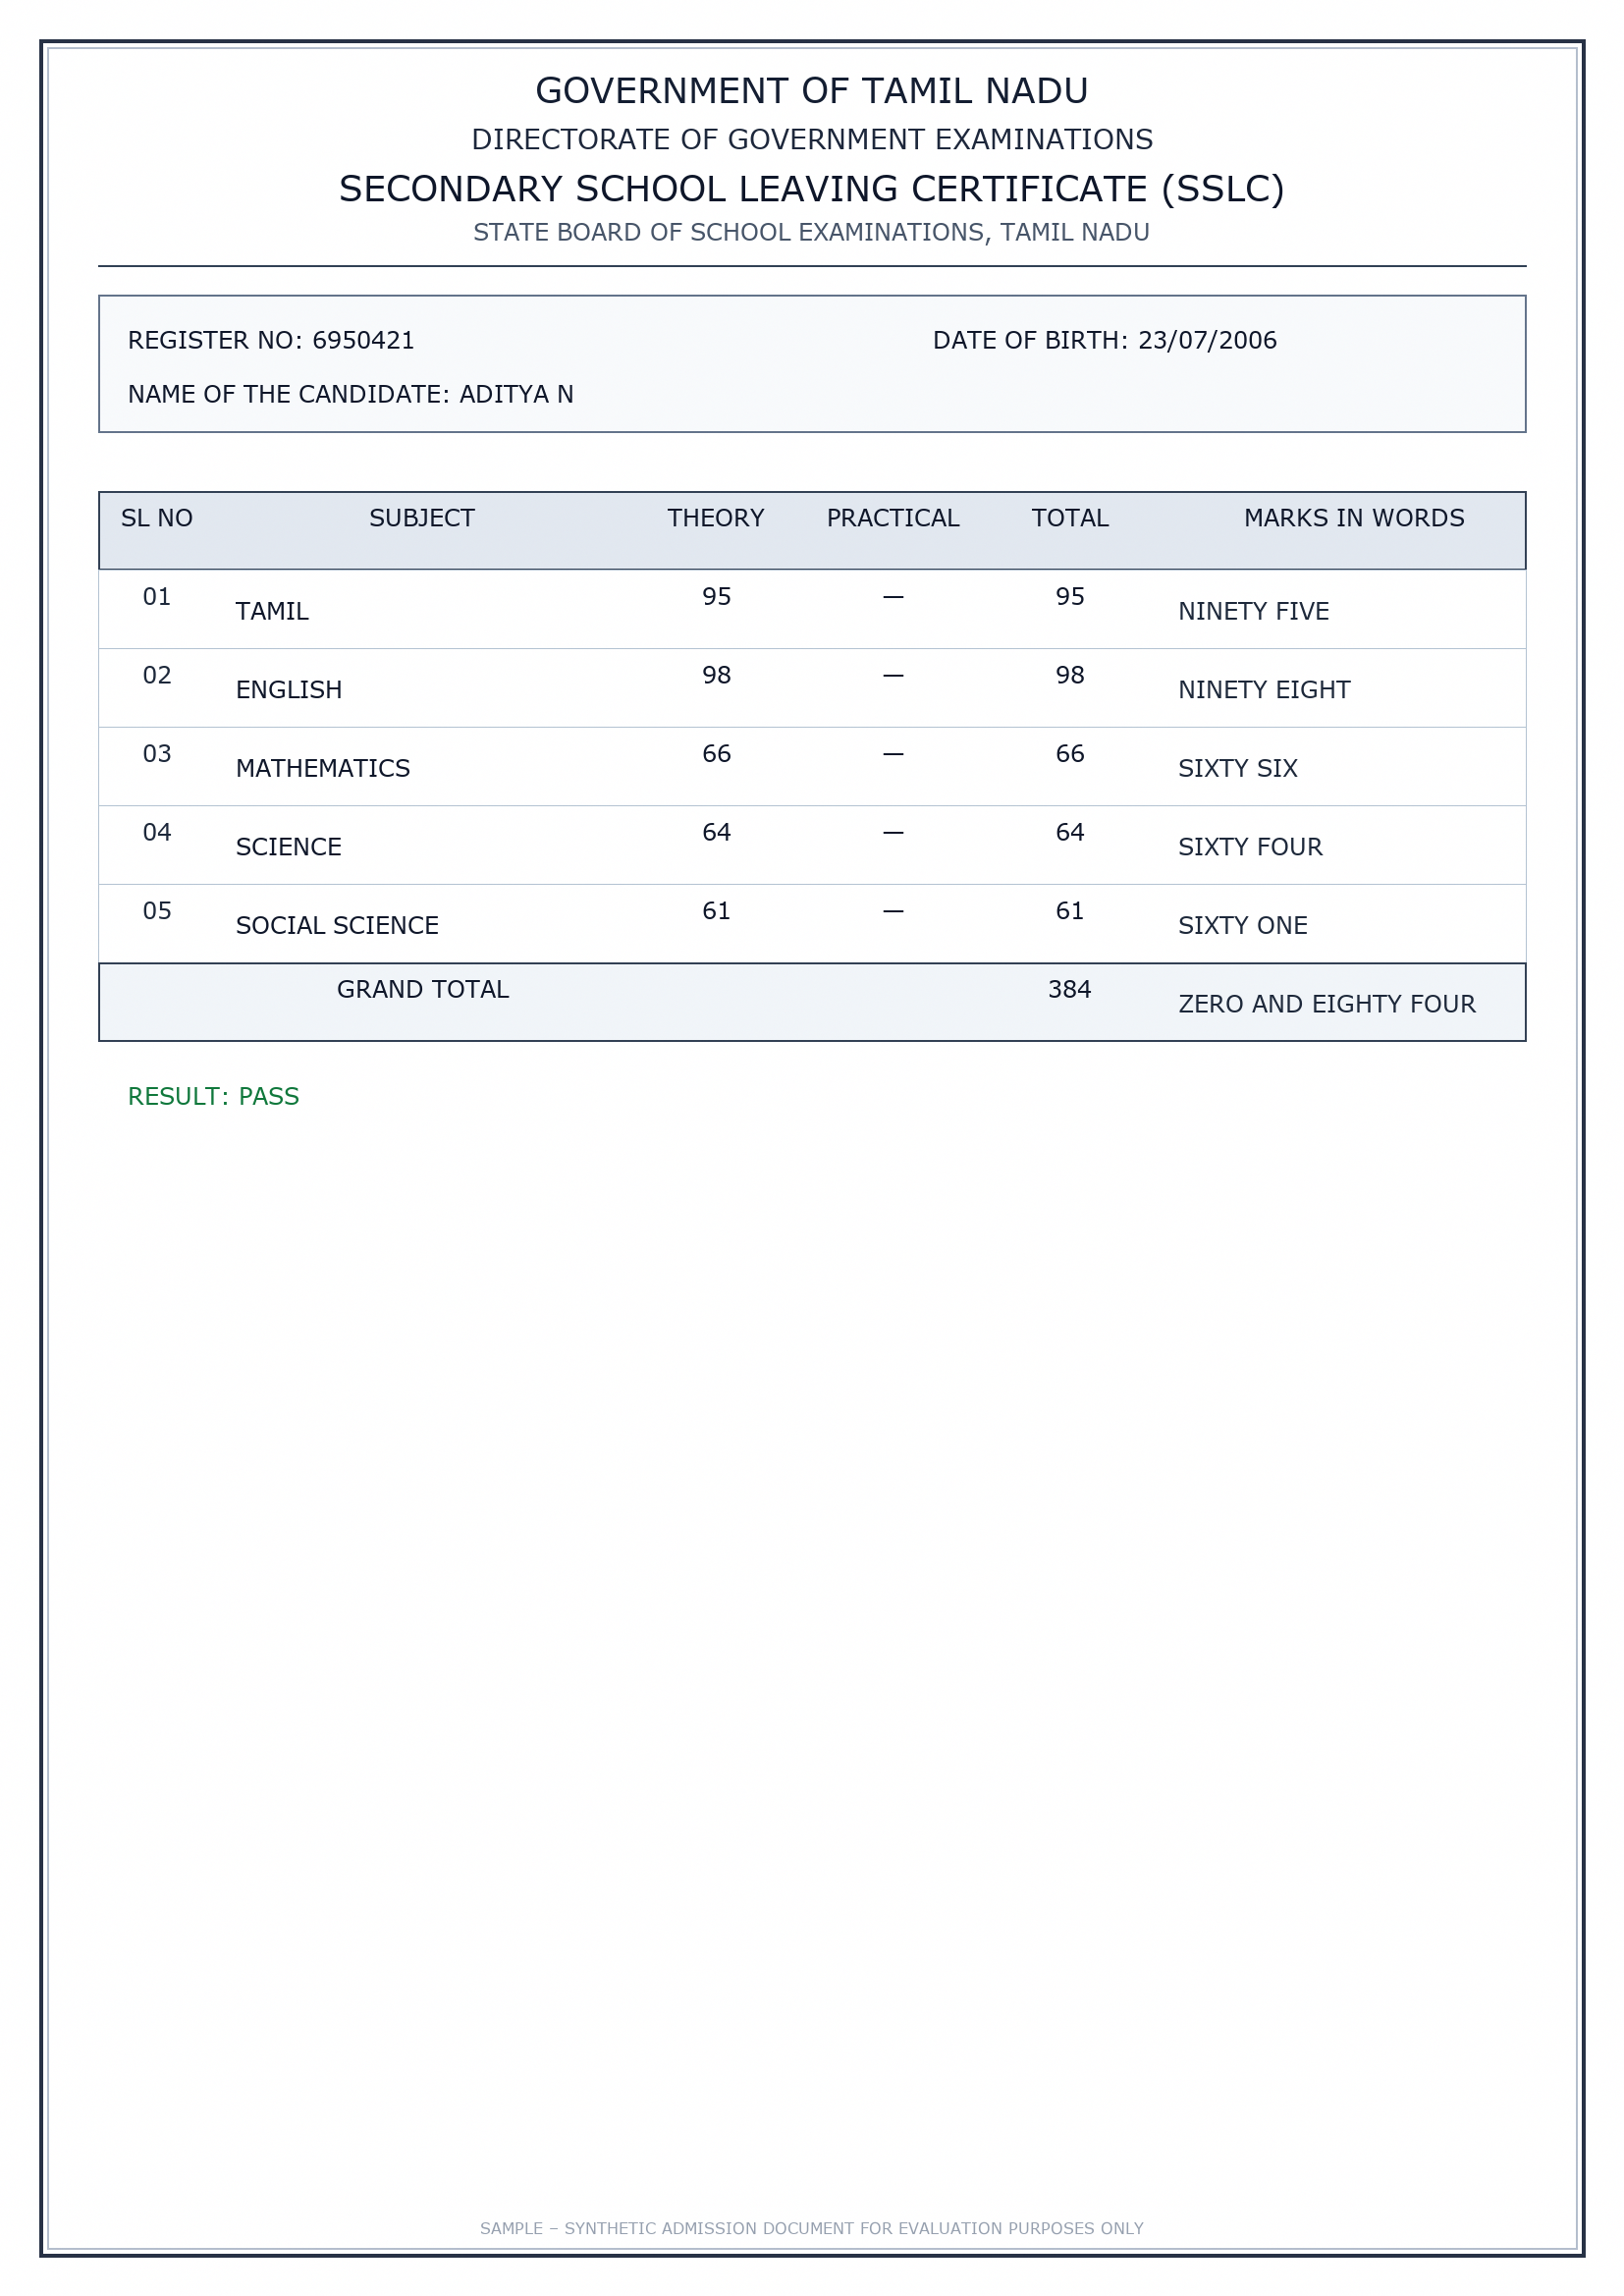 GOVERNMENT OF TAMIL NADU
DIRECTORATE OF GOVERNMENT EXAMINATIONS
SECONDARY SCHOOL LEAVING CERTIFICATE (SSLC)
STATE BOARD OF SCHOOL EXAMINATIONS, TAMIL NADU
REGISTER NO: 6950421 DATE OF BIRTH: 23/07/2006
NAME OF THE CANDIDATE: ADITYA N
SL NO SUBJECT THEORY PRACTICAL TOTAL MARKS IN WORDS
01 TAMIL 95 — 95 NINETY FIVE
02 ENGLISH 98 — 98 NINETY EIGHT
03 MATHEMATICS 66 — 66 SIXTY SIX
04 SCIENCE 64 — 64 SIXTY FOUR
05 SOCIAL SCIENCE 61 — 61 SIXTY ONE
GRAND TOTAL 384 ZERO AND EIGHTY FOUR
RESULT: PASS
SAMPLE – SYNTHETIC ADMISSION DOCUMENT FOR EVALUATION PURPOSES ONLY